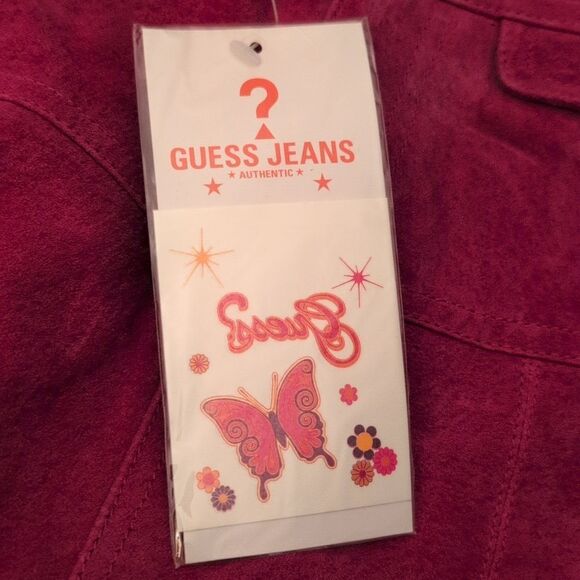 ?
GUESS JEANS
★ AUTHENTIC ★
Guess?